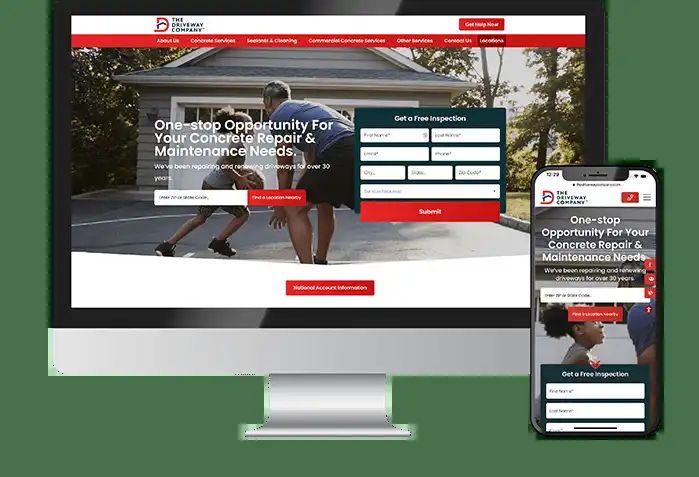 THE
DRIVEWAY
COMPANY
Get Help Now
About Us Concrete Services Sealants & Cleaning Commercial Concrete Services Other Services Contact Us Locations
One-stop Opportunity For
Your Concrete Repair &
Maintenance Needs.
We've been repairing and renewing driveways for over 30
years.
Enter ZIP or State Code... Find a Location Nearby
Get a Free Inspection
First Name* Last Name*
Email* Phone*
City... State... Zip Code*
Submit
National Account Information
12:29
thedrivewaycompany.com
THE
DRIVEWAY
COMPANY
One-stop
Opportunity For Your
Concrete Repair &
Maintenance Needs.
We've been repairing and renewing
driveways for over 30 years.
Enter ZIP or State Code...
Find a Location Nearby
Get a Free Inspection
First Name*
Last Name*